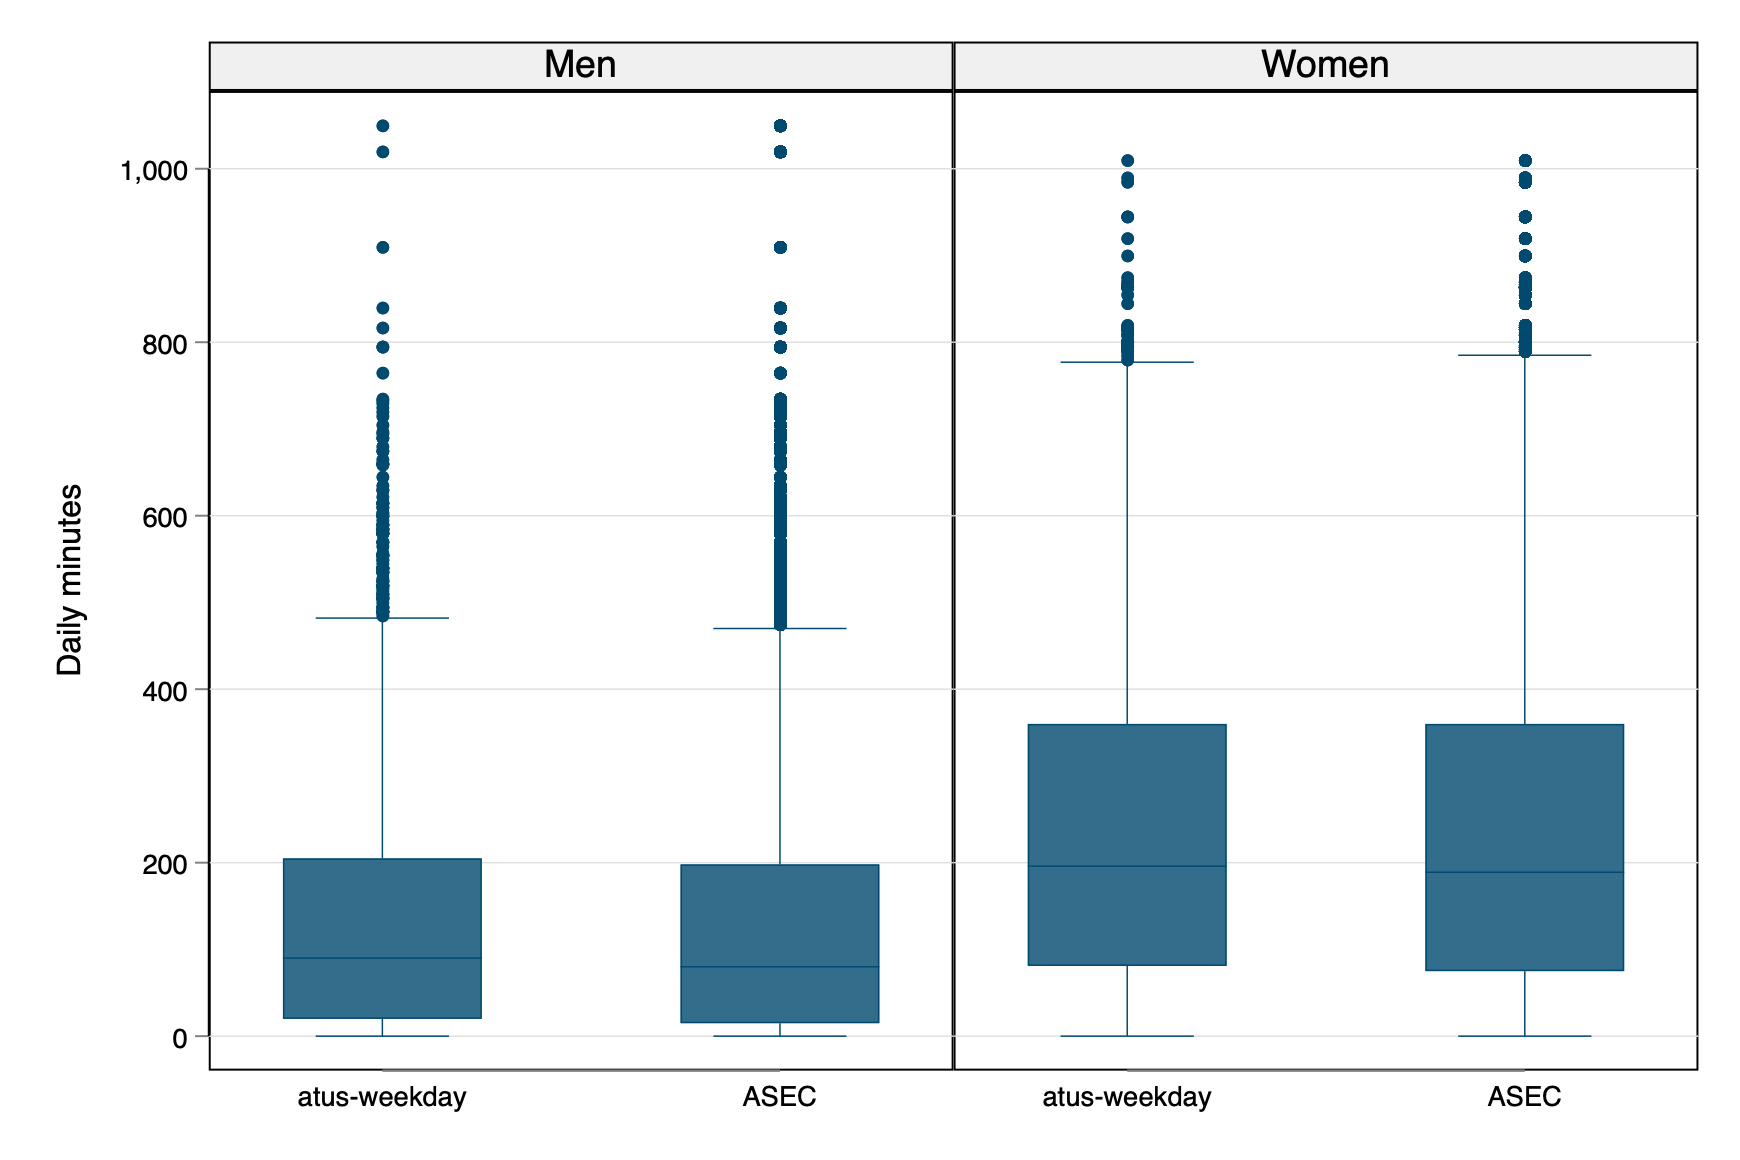 Men
Women
Daily minutes
1,000
800
600
400
200
0
atus-weekday
ASEC
atus-weekday
ASEC